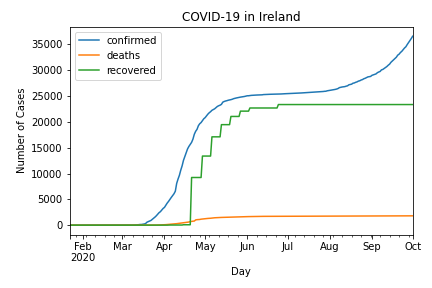 COVID-19 in Ireland
confirmed
deaths
recovered
Number of Cases
35000
30000
25000
20000
15000
10000
5000
0
Feb Mar Apr May Jun Jul Aug Sep Oct
2020
Day